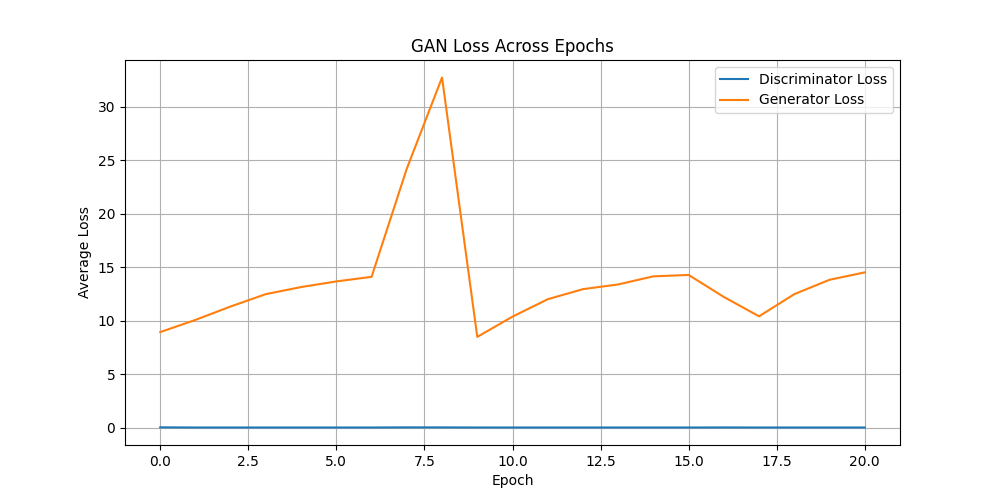 GAN Loss Across Epochs
Discriminator Loss
Generator Loss
30
25
20
15
10
5
0
Average Loss
0.0 2.5 5.0 7.5 10.0 12.5 15.0 17.5 20.0
Epoch